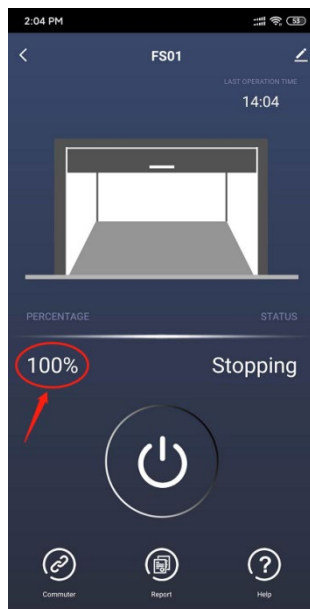 2:04 PM
53
FS01
LAST OPERATION TIME
14:04
PERCENTAGE
STATUS
100%
Stopping
Commuter
Report
Help